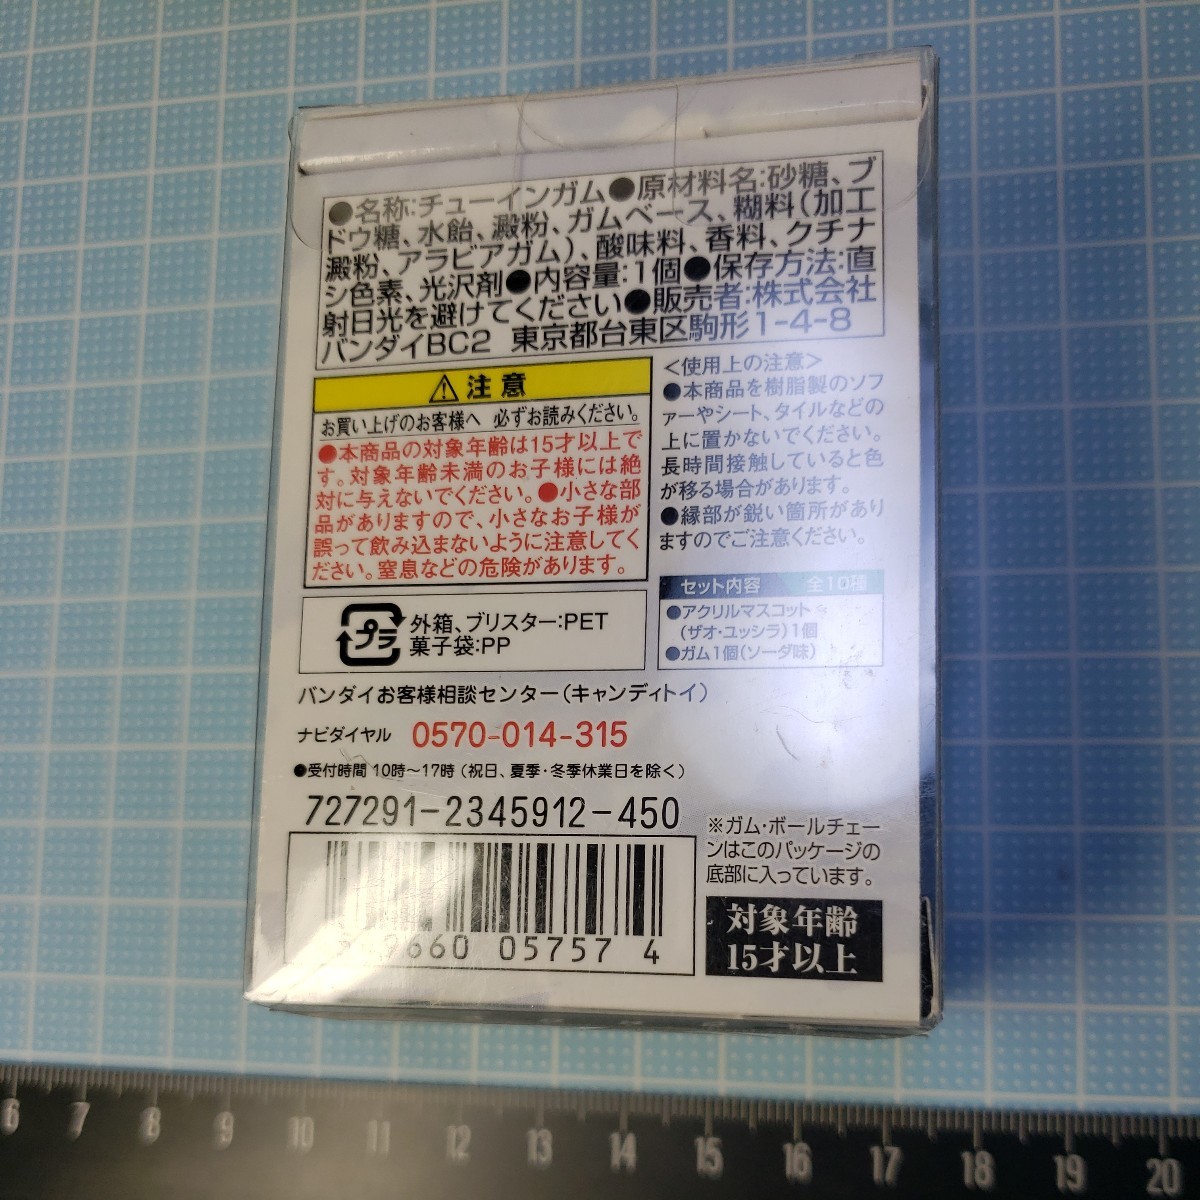 ●名称:チューインガム●原材料名:砂糖、ブ
ドウ糖、水飴、澱粉、ガムベース、糊料(加工
澱粉、アラビアガム)、酸味料、香料、クチナ
シ色素、光沢剤●内容量:1個●保存方法:直
射日光を避けてください●販売者:株式会社
バンダイBC2 東京都台東区駒形1-4-8
注意
お買い上げのお客様へ 必ずお読みください。
●本商品の対象年齢は15才以上で
す。対象年齢未満のお子様には絶
対に与えないでください。●小さな部
品がありますので、小さなお子様が
誤って飲み込まないように注意してく
ださい。窒息などの危険があります。
<使用上の注意>
●本商品を樹脂製のソフ
ァーやシート、タイルなどの
上に置かないでください。
長時間接触していると色
が移る場合があります。
●縁部が鋭い箇所があり
ますのでご注意ください。
セット内容 全10種
●アクリルマスコット
(ザオ・ユッシラ)1個
●ガム1個(ソーダ味)
プラ
外箱、ブリスター:PET
菓子袋:PP
バンダイお客様相談センター(キャンディトイ)
ナビダイヤル 0570-014-315
●受付時間 10時〜17時(祝日、夏季・冬季休業日を除く)
727291-2345912-450
※ガム・ボールチェー
ンはこのパッケージの
底部に入っています。
9660 05757 4
対象年齢
15才以上
6 7 8 9 10 11 12 13 14 15 16 17 18 19 20